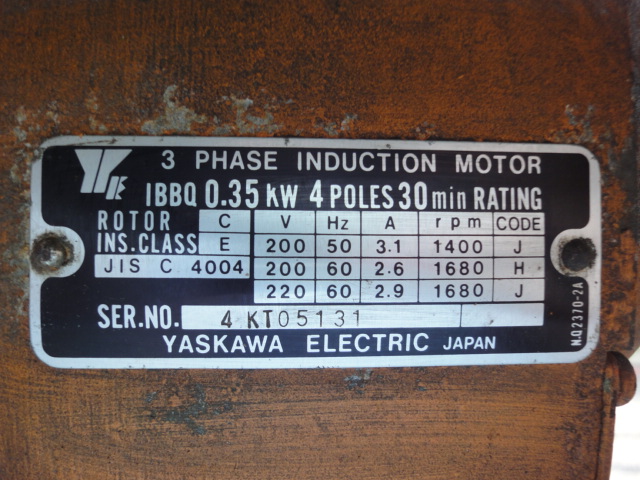 YE
3 PHASE INDUCTION MOTOR
IBBQ 0.35 KW 4 POLES 30 min RATING
ROTOR C V Hz A rpm CODE
INS.CLASS E 200 50 3.1 1400 J
JIS C 4004 200 60 2.6 1680 H
220 60 2.9 1680 J
SER.NO. 4 KT05131
YASKAWA ELECTRIC JAPAN
N.Q2370-2A